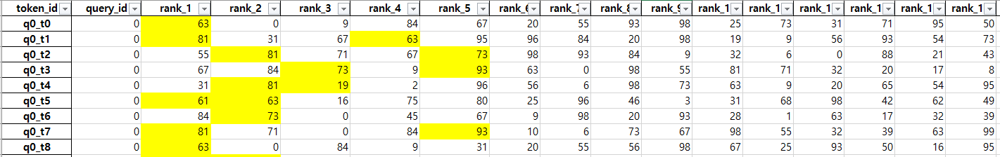 token_id query_id rank_1 rank_2 rank_3 rank_4 rank_5 rank_6 rank_7 rank_8 rank_9 rank_1 rank_1 rank_1 rank_1 rank_1 rank_1
q0_t0 0 63 0 9 84 67 20 55 93 98 25 73 31 71 95 50
q0_t1 0 81 31 67 63 95 96 84 20 98 19 9 56 93 54 73
q0_t2 0 55 81 71 67 73 98 93 84 9 32 6 0 88 21 43
q0_t3 0 67 84 73 9 93 63 0 98 55 81 71 32 20 17 8
q0_t4 0 31 81 19 2 96 56 6 98 73 63 9 20 65 54 95
q0_t5 0 61 63 16 75 80 25 96 46 3 31 68 98 42 62 49
q0_t6 0 84 73 0 45 67 9 98 20 93 28 1 63 17 32 39
q0_t7 0 81 71 0 84 93 10 6 73 67 98 55 32 39 63 99
q0_t8 0 63 0 84 9 31 20 55 56 98 67 25 93 50 16 95